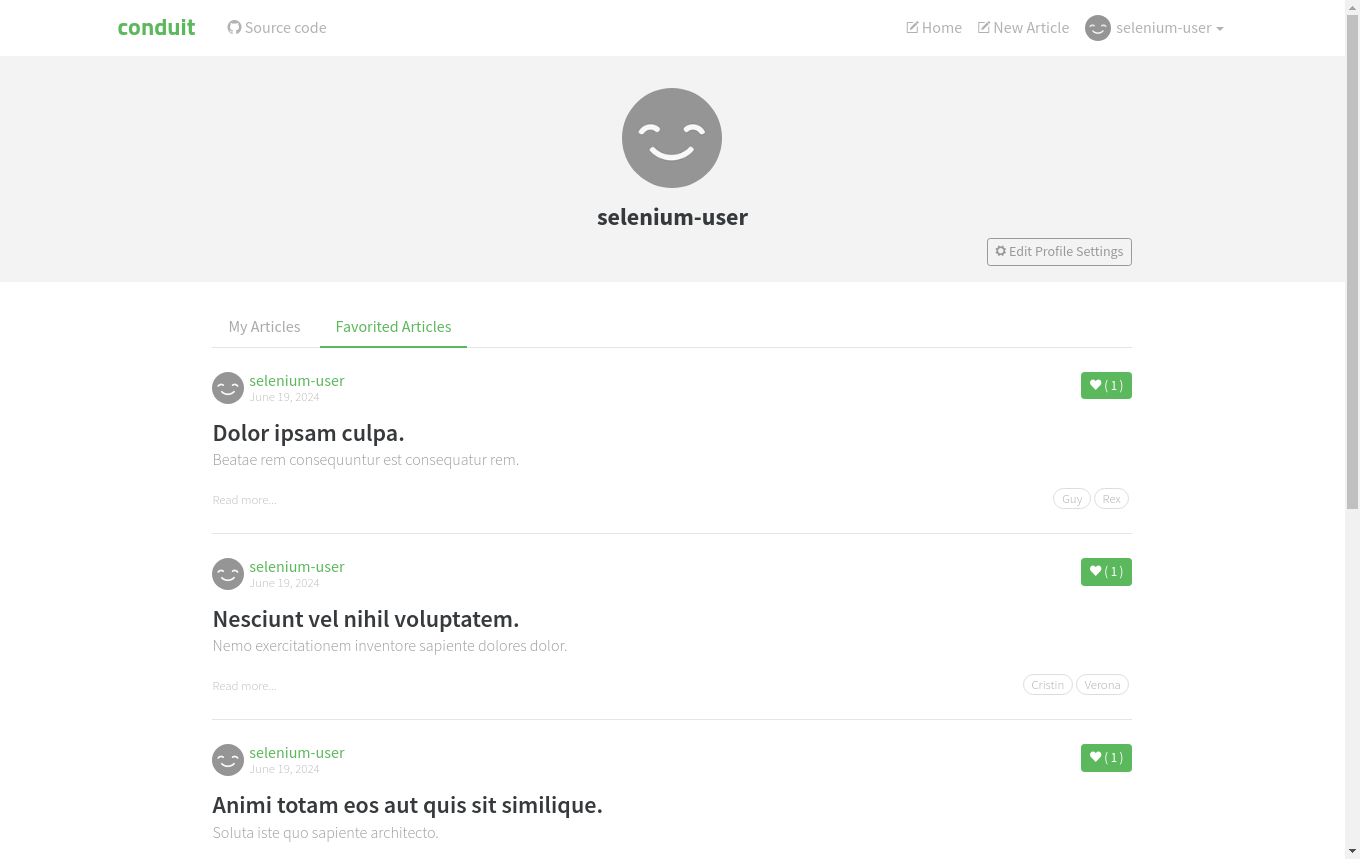 conduit
Source code
Home
New Article
selenium-user
selenium-user
Edit Profile Settings
My Articles
Favorited Articles
selenium-user
June 19, 2024
( 1 )
Dolor ipsam culpa.
Beatae rem consequuntur est consequatur rem.
Read more...
Guy
Rex
selenium-user
June 19, 2024
( 1 )
Nesciunt vel nihil voluptatem.
Nemo exercitationem inventore sapiente dolores dolor.
Read more...
Cristin
Verona
selenium-user
June 19, 2024
( 1 )
Animi totam eos aut quis sit similique.
Soluta iste quo sapiente architecto.